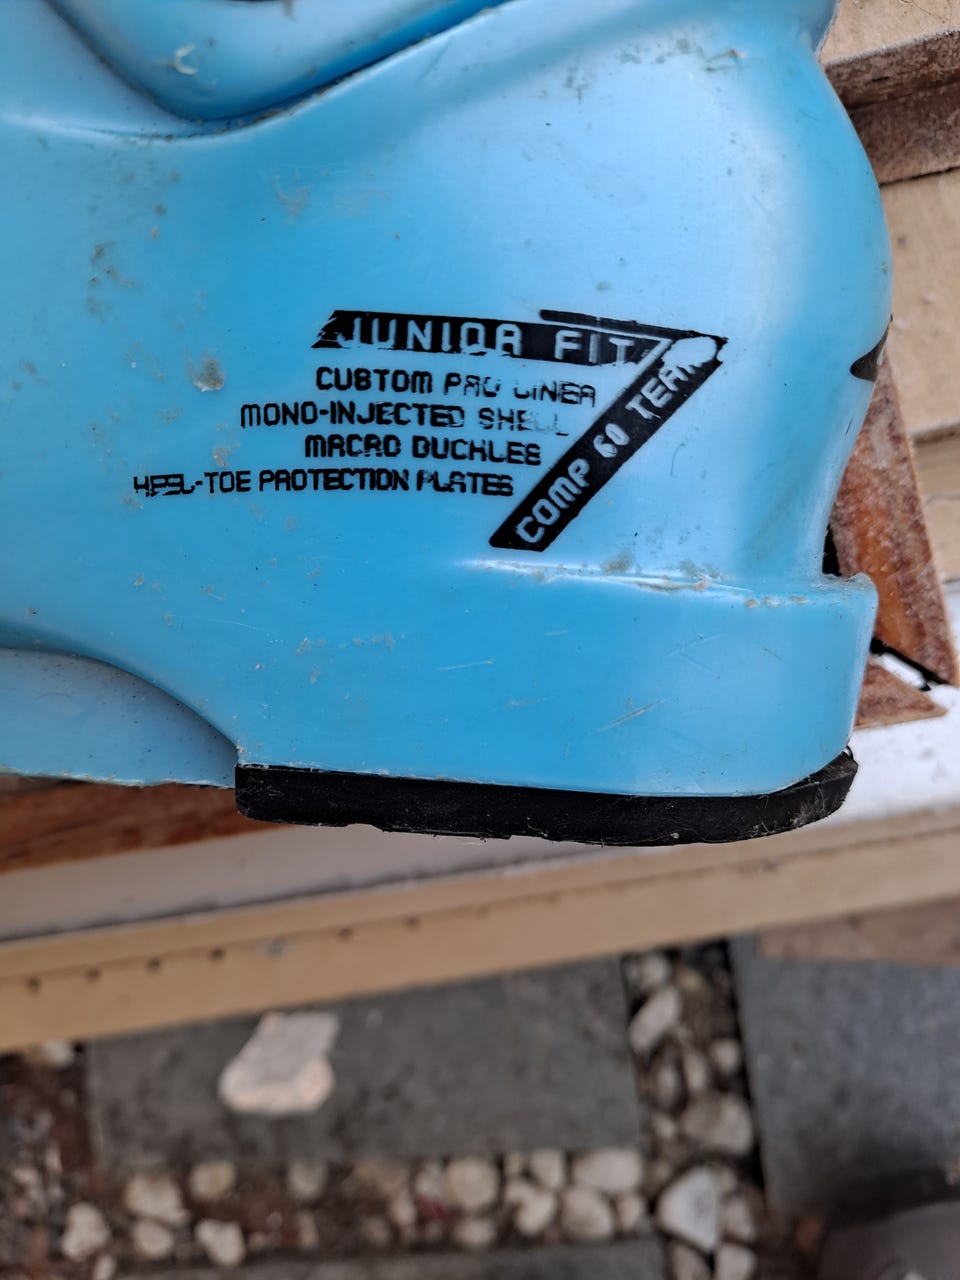 JUNIOR FIT
CUSTOM PRO LINER
MONO-INJECTED SHELL
MACRO BUCKLES
HEEL-TOE PROTECTION PLATES
COMP 60 TEAM